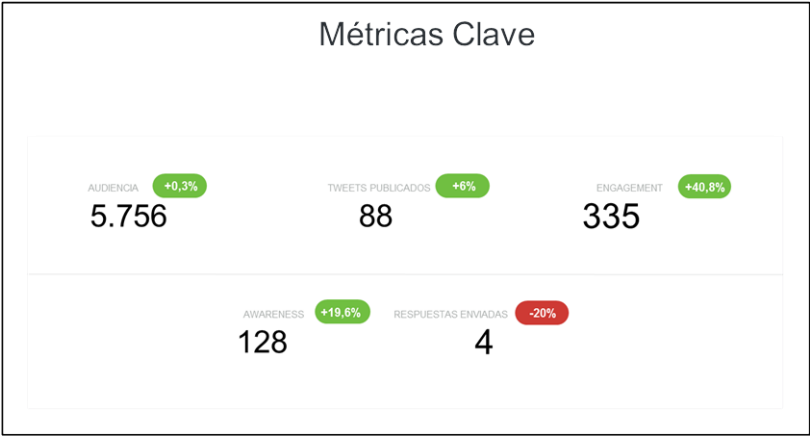 Métricas Clave
AUDIENCIA +0,3%
5.756
TWEETS PUBLICADOS +6%
88
ENGAGEMENT +40,8%
335
AWARENESS +19,6%
128
RESPUESTAS ENVIADAS -20%
4